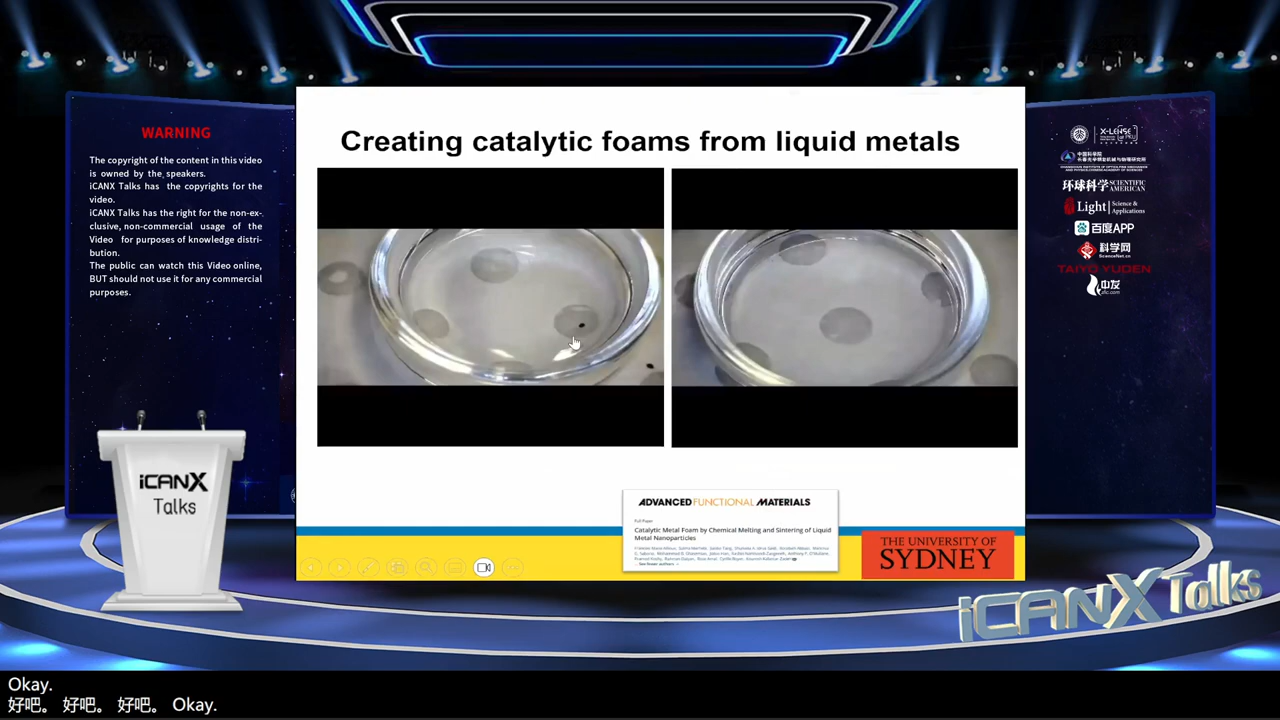 WARNING
The copyright of the content in this video
is owned by the speakers.
iCANX Talks has the copyrights for the
video.
iCANX Talks has the right for the non-ex-
clusive, non-commercial usage of the
Video for purposes of knowledge distri-
bution.
The public can watch this Video online,
BUT should not use it for any commercial
purposes.
Creating catalytic foams from liquid metals
ADVANCED FUNCTIONAL MATERIALS
Full Paper
Catalytic Metal Foam by Chemical Melting and Sintering of Liquid
Metal Nanoparticles
THE UNIVERSITY OF
SYDNEY
X-LENSE
环球科学 SCIENTIFIC
AMERICAN
Light Science &
Applications
百度APP
科学网
ScienceNet.cn
TAIYO YUDEN
中友
iCANX
Talks
iCANX Talks
Okay.
好吧。 好吧。 好吧。 Okay.